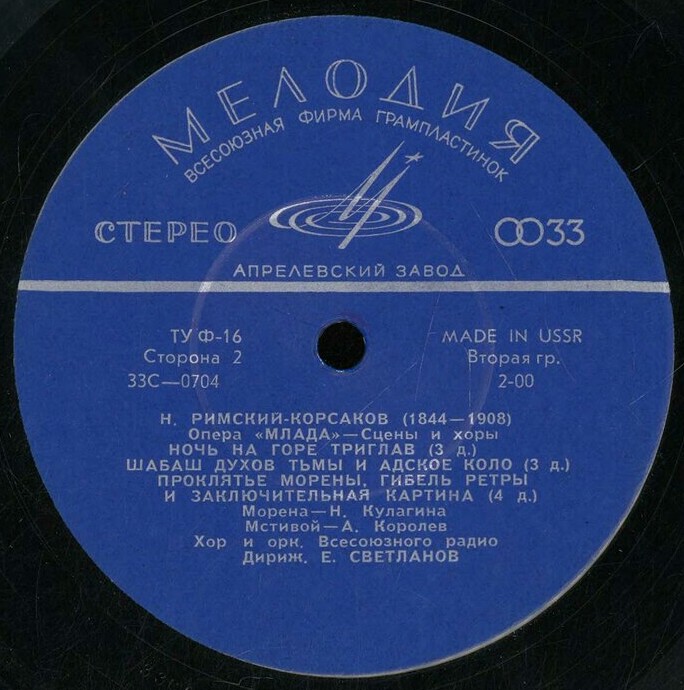 МЕЛОДИЯ
ВСЕСОЮЗНАЯ ФИРМА ГРАМПЛАСТИНОК
СТЕРЕО
33
АПРЕЛЕВСКИЙ ЗАВОД
ТУ Ф-16
MADE IN USSR
Сторона 2
Вторая гр.
33С—0704
2-00
Н. РИМСКИЙ-КОРСАКОВ (1844—1908)
Опера «МЛАДА»—Сцены и хоры
НОЧЬ НА ГОРЕ ТРИГЛАВ (3 д.)
ШАБАШ ДУХОВ ТЬМЫ И АДСКОЕ КОЛО (3 д.)
ПРОКЛЯТЬЕ МОРЕНЫ, ГИБЕЛЬ РЕТРЫ
И ЗАКЛЮЧИТЕЛЬНАЯ КАРТИНА (4 д.)
Морена—Н. Кулагина
Мстивой—А. Королев
Хор и орк. Всесоюзного радио
Дириж. Е. СВЕТЛАНОВ